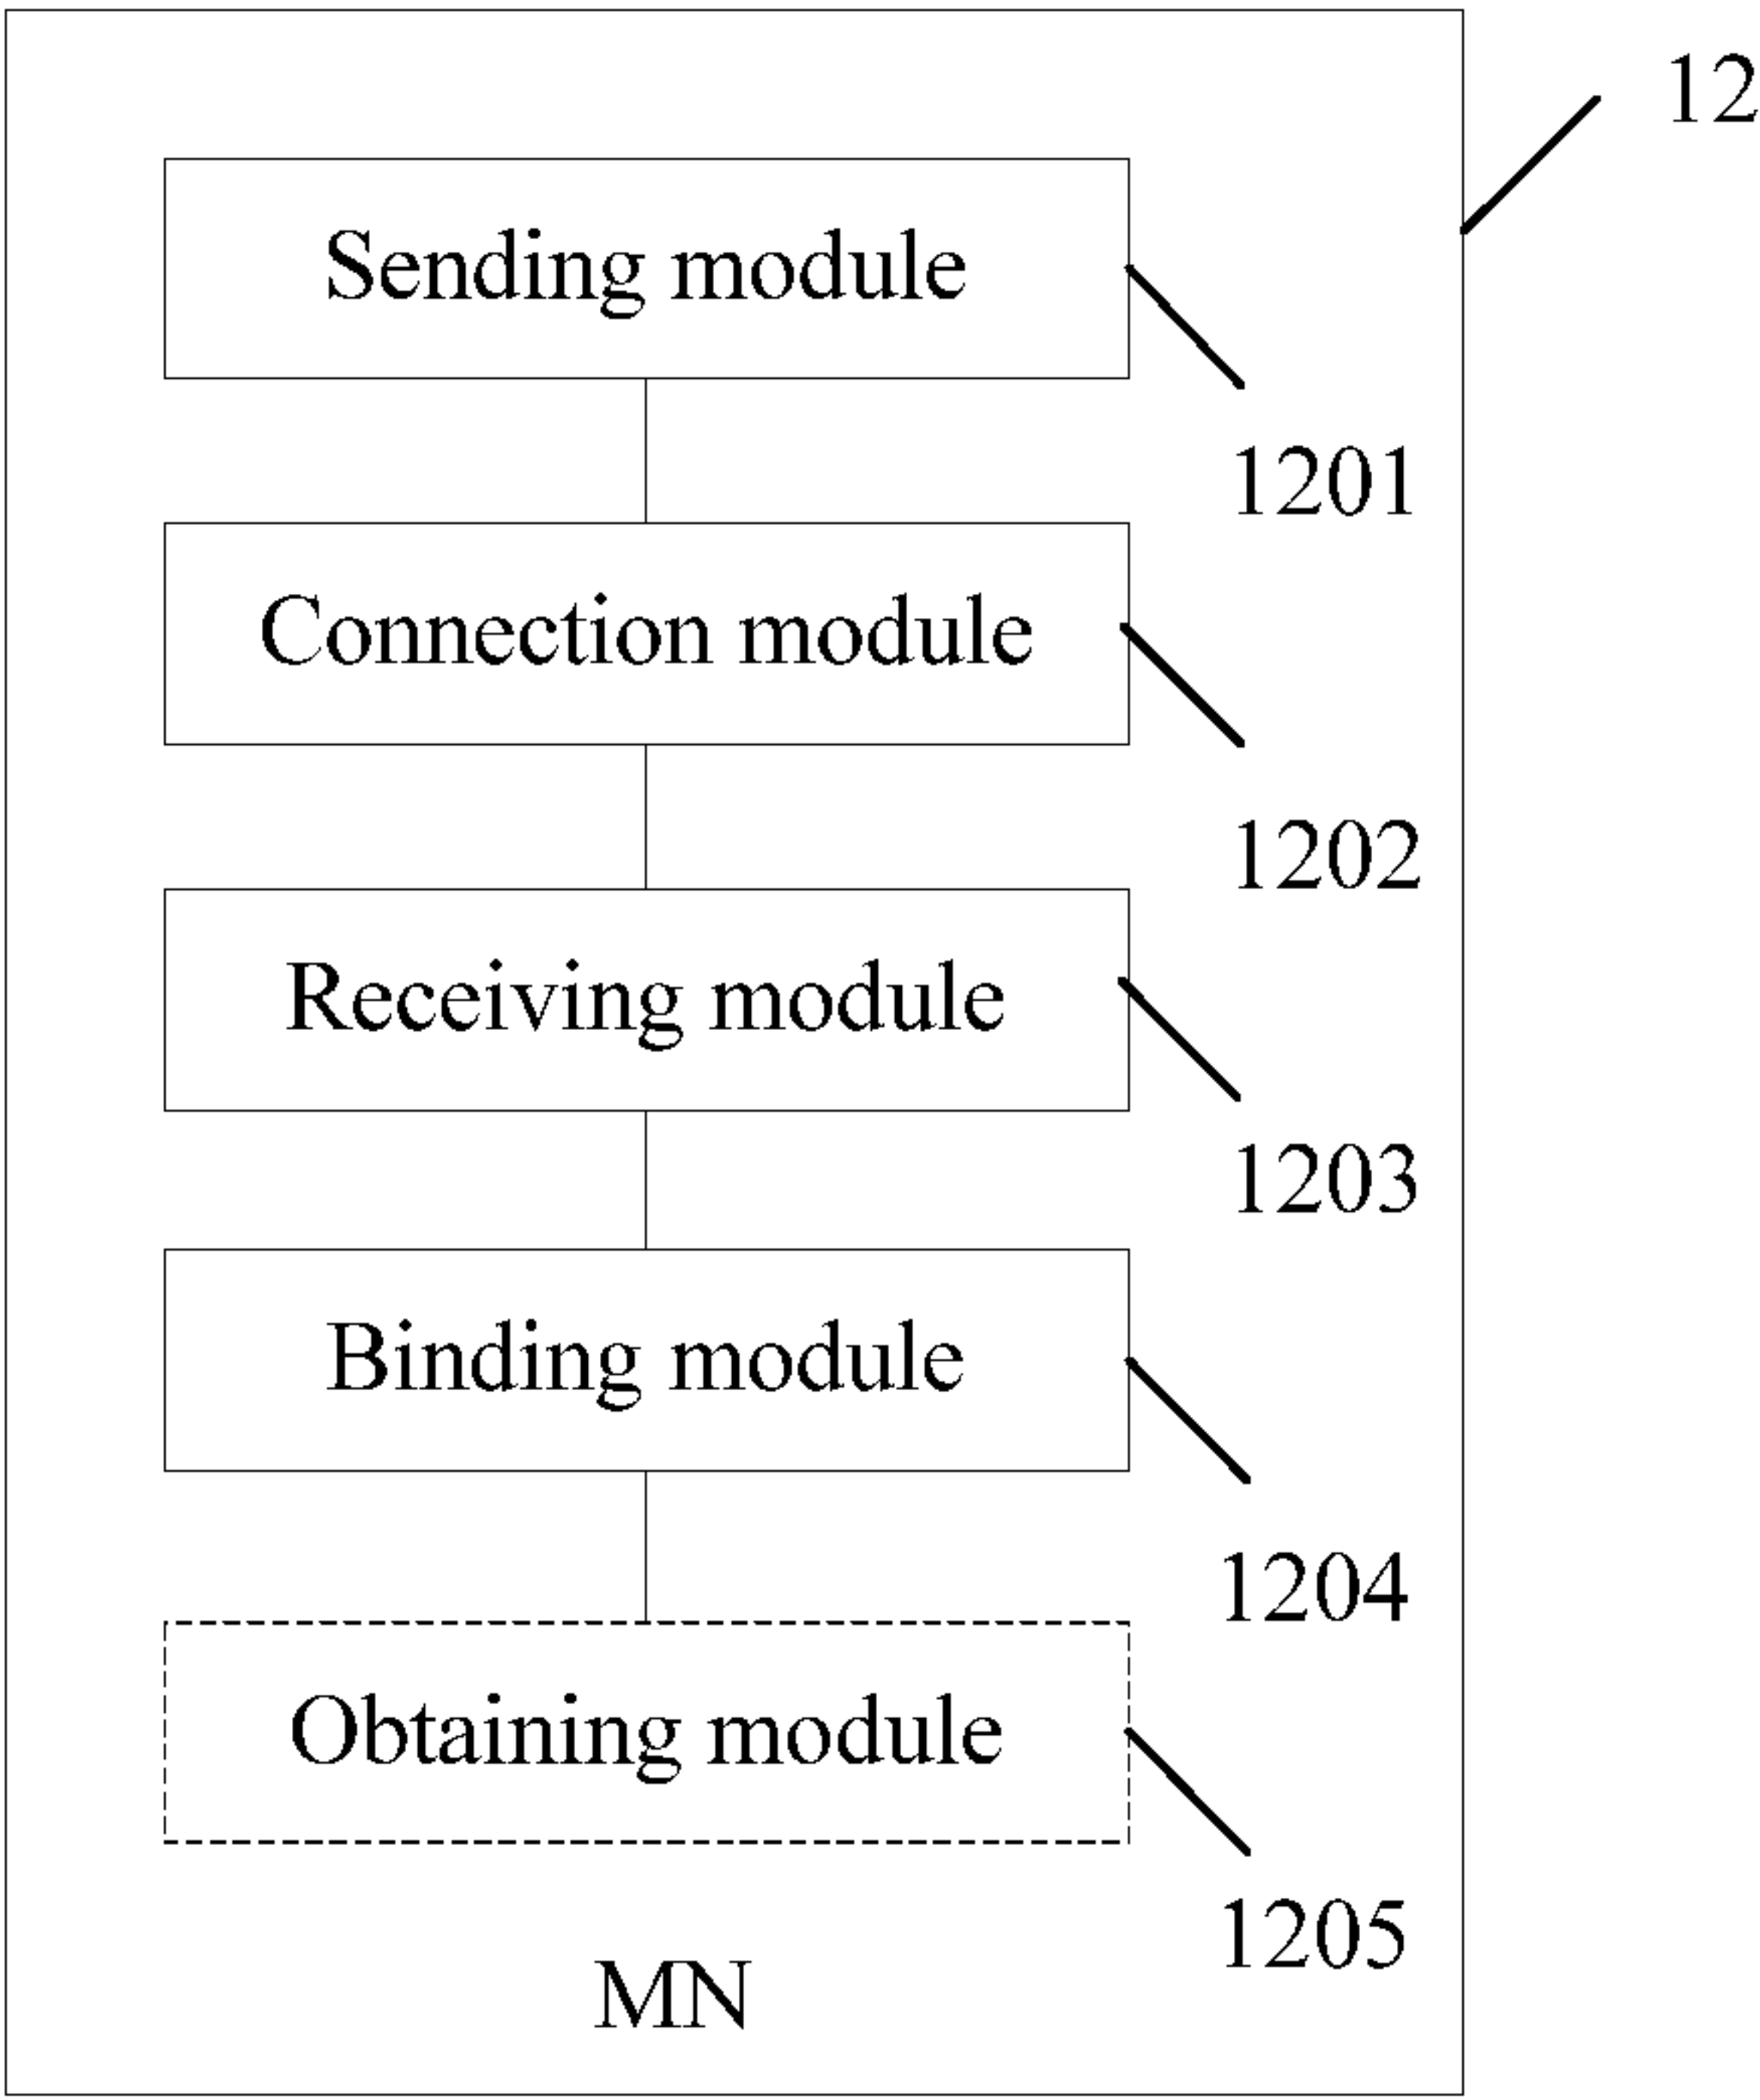 12
Sending module
1201
Connection module
1202
Receiving module
1203
Binding module
1204
Obtaining module
1205
MN